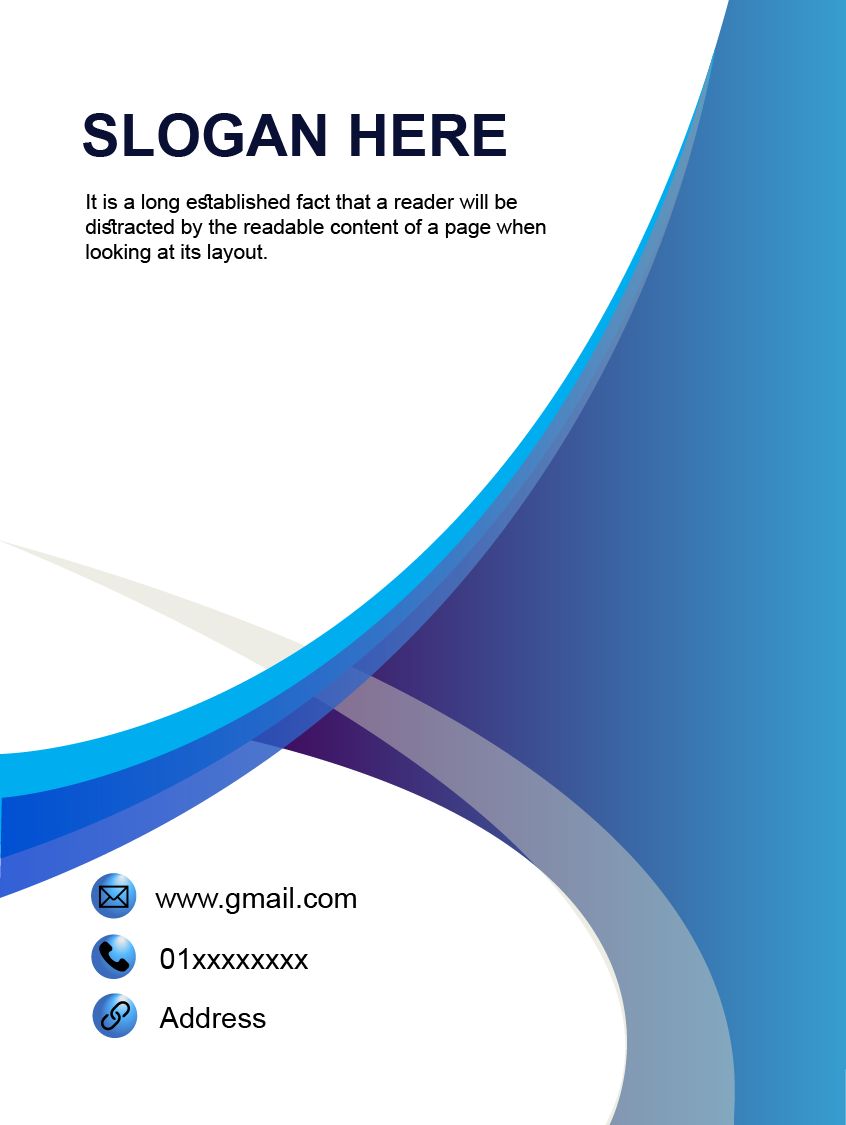 SLOGAN HERE
It is a long established fact that a reader will be
distracted by the readable content of a page when
looking at its layout.
www.gmail.com
01xxxxxxxx
Address